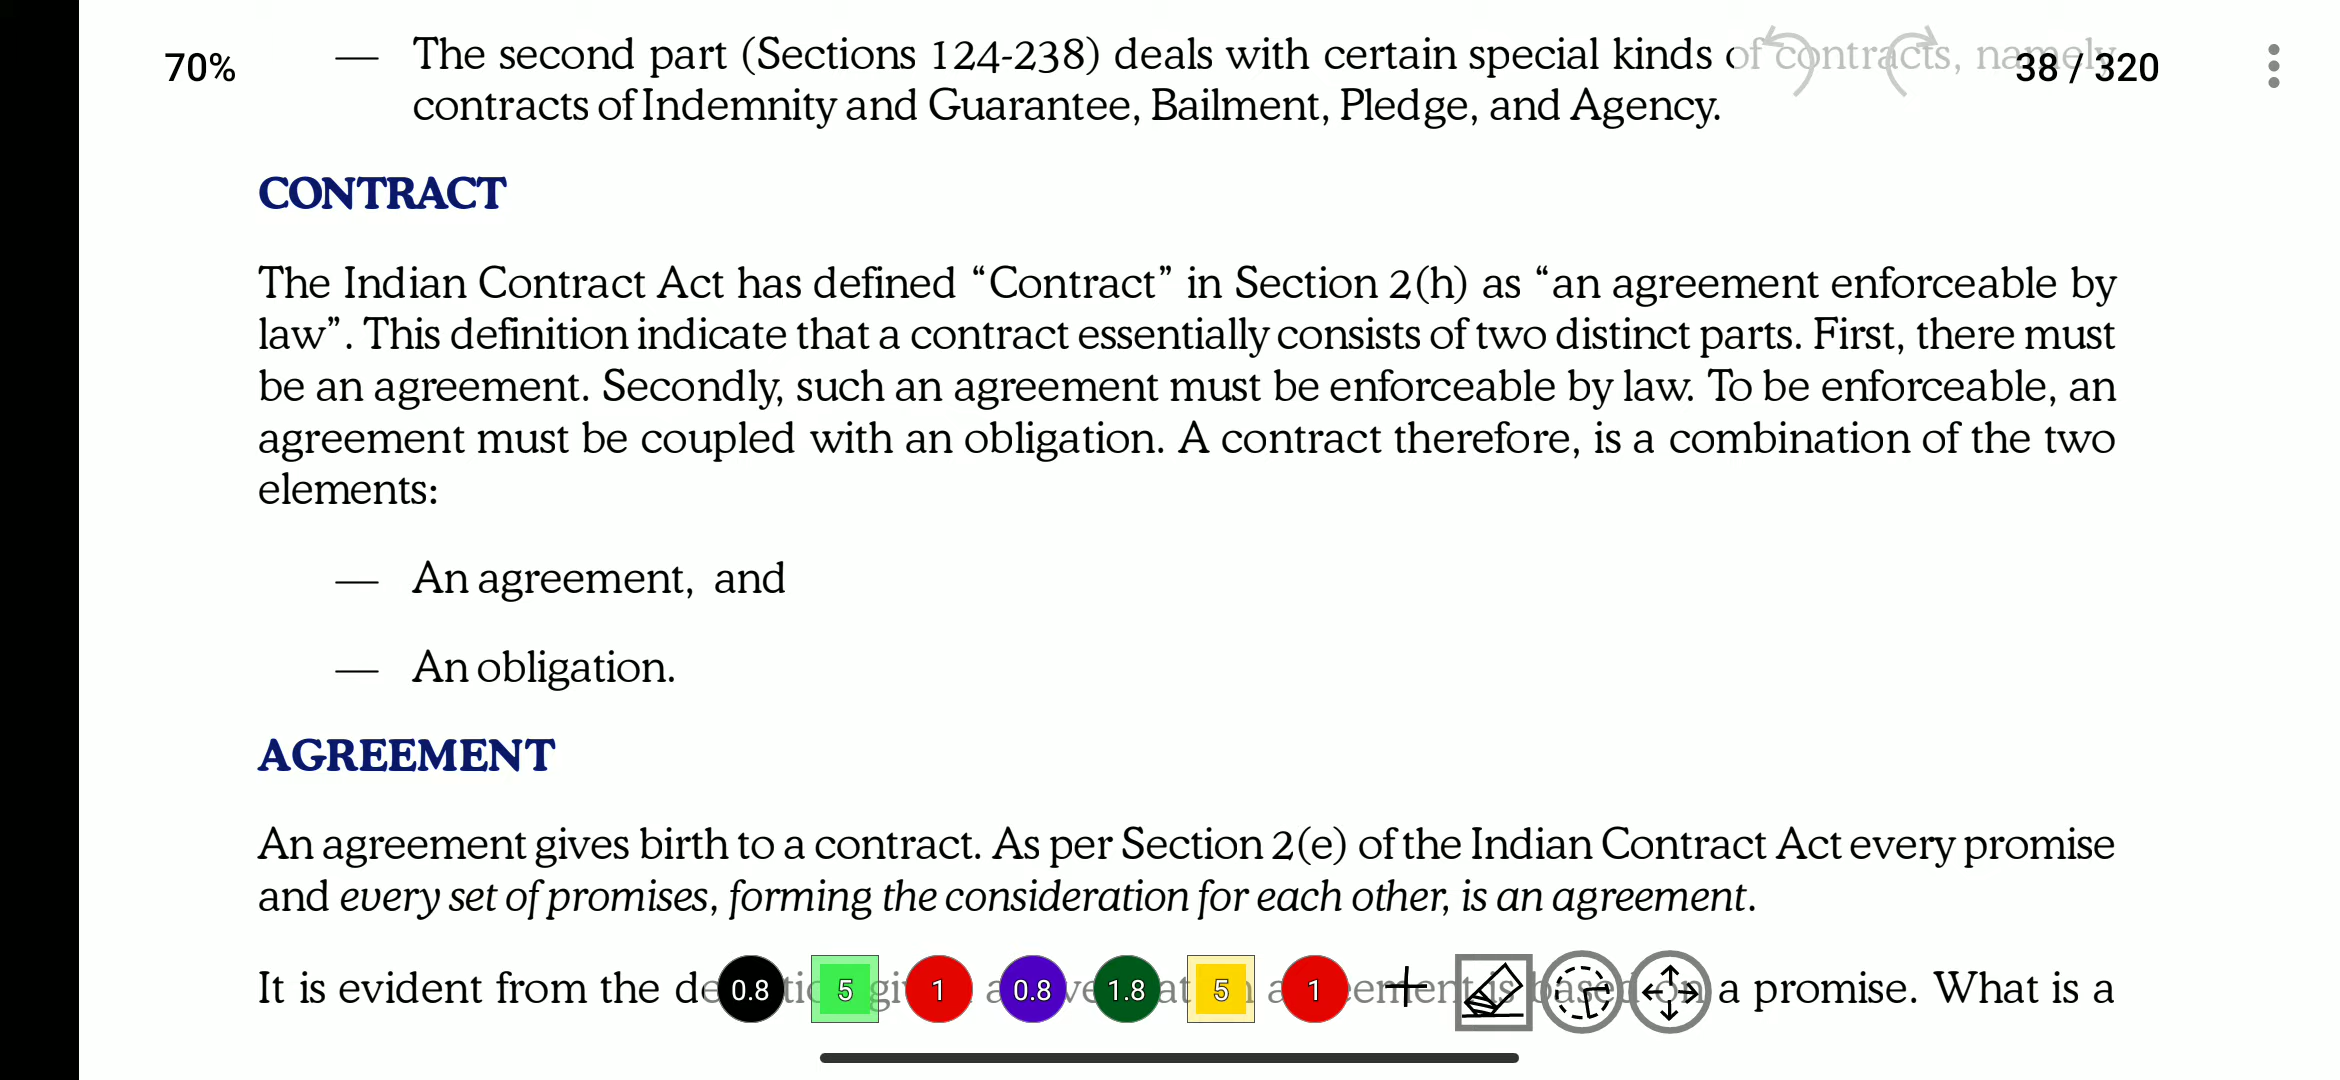 70%
— The second part (Sections 124-238) deals with certain special kinds of contracts, namely
38 / 320
contracts of Indemnity and Guarantee, Bailment, Pledge, and Agency.
CONTRACT
The Indian Contract Act has defined “Contract” in Section 2(h) as “an agreement enforceable by
law”. This definition indicate that a contract essentially consists of two distinct parts. First, there must
be an agreement. Secondly, such an agreement must be enforceable by law. To be enforceable, an
agreement must be coupled with an obligation. A contract therefore, is a combination of the two
elements:
— An agreement, and
— An obligation.
AGREEMENT
An agreement gives birth to a contract. As per Section 2(e) of the Indian Contract Act every promise
and every set of promises, forming the consideration for each other, is an agreement.
It is evident from the is based on a promise. What is a
0.8 5 1 0.8 1.8 5 1